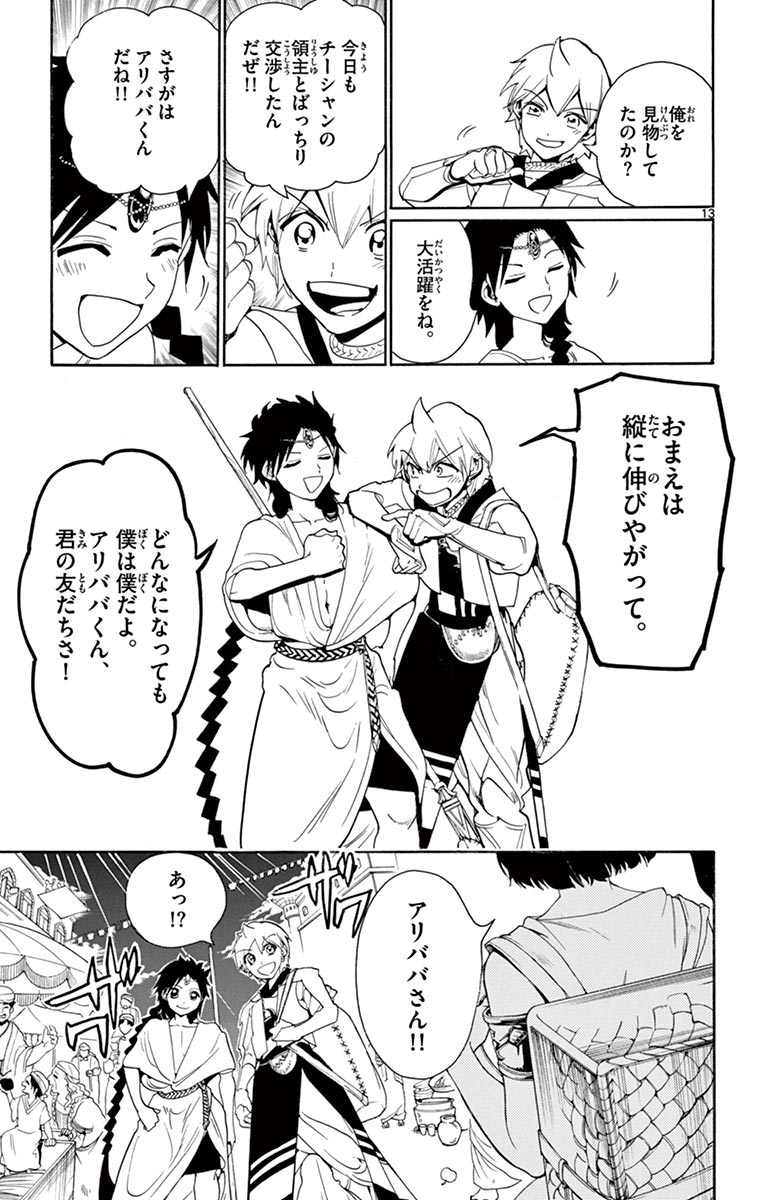 俺を
見物して
たのか？
13
大活躍をね。
今日も
チーシャンの
領主とばっちり
交渉したん
だぜ!!
さすがは
アリババくん
だね!!
おまえは
縦に伸びやがって。
どんなになっても
僕は僕だよ。
アリババくん、
君の友だちさ！
アリババさん!!
あっ!?
ザッ
ザッ